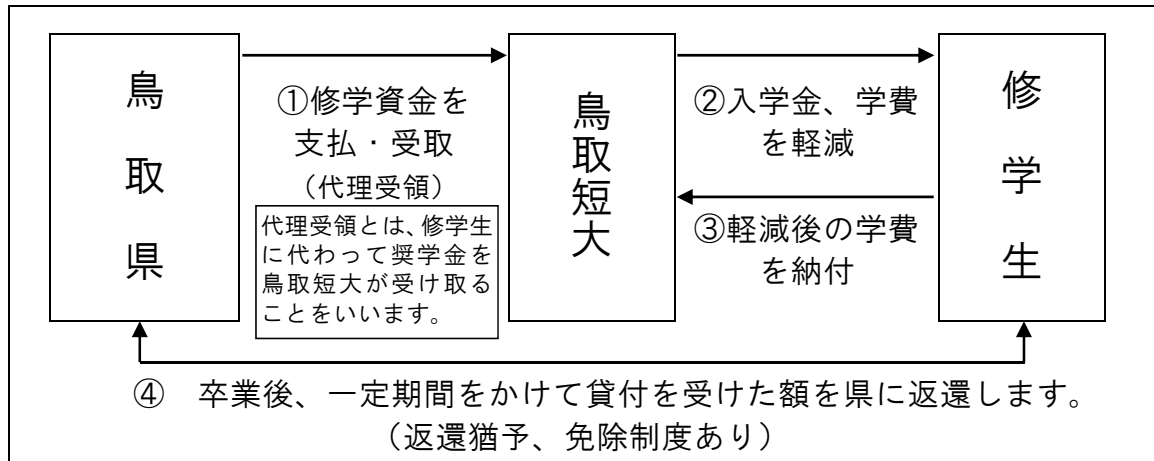 鳥取県
①修学資金を
支払・受取
（代理受領）
代理受領とは、修学生
に代わって奨学金を
鳥取短大が受け取る
ことをいいます。
鳥取短大
②入学金、学費
を軽減
③軽減後の学費
を納付
修学生
④　卒業後、一定期間をかけて貸付を受けた額を県に返還します。
（返還猶予、免除制度あり）